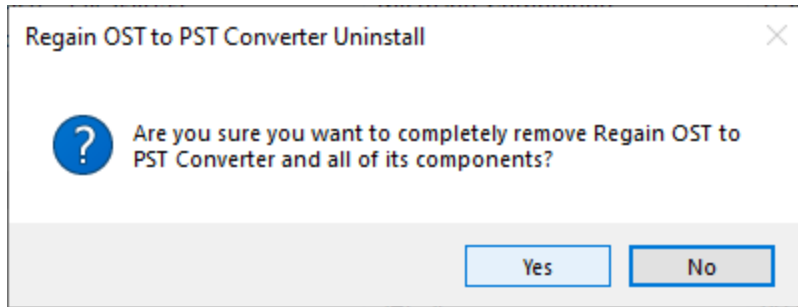 Regain OST to PST Converter Uninstall
Are you sure you want to completely remove Regain OST to
PST Converter and all of its components?
Yes
No